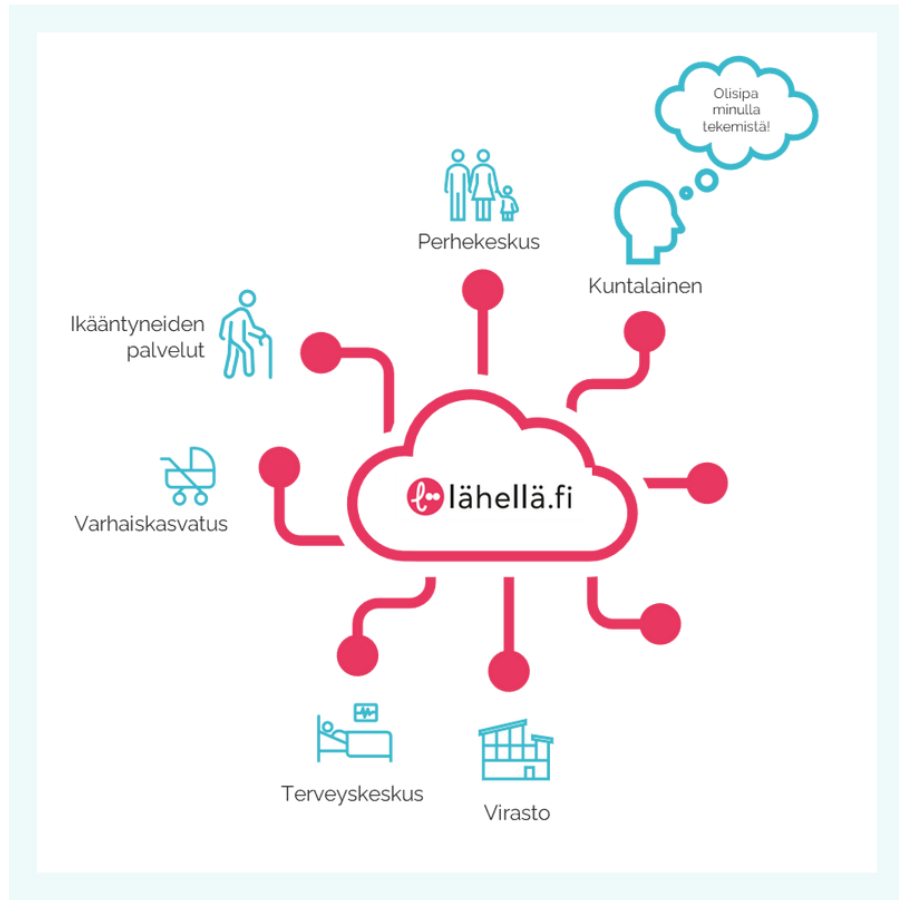 Olisipa
minulla
tekemistä!
Perhekeskus
Kuntalainen
Ikääntyneiden
palvelut
lähellä.fi
Varhaiskasvatus
Terveyskeskus
Virasto